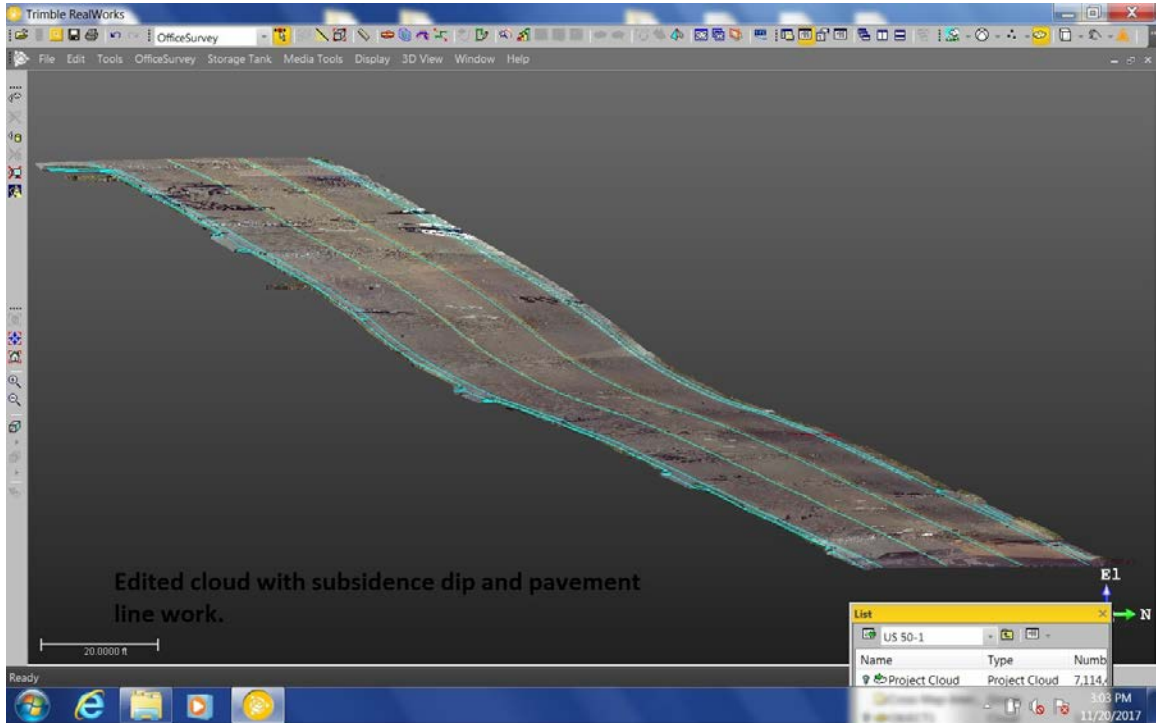 Trimble RealWorks
OfficeSurvey
File Edit Tools OfficeSurvey Storage Tank Media Tools Display 3D View Window Help
Edited cloud with subsidence dip and pavement
line work.
El
N
20.0000 ft
List
US 50-1
Name Type Numb
Project Cloud Project Cloud 7,114,
Ready
3:03 PM
11/20/2017